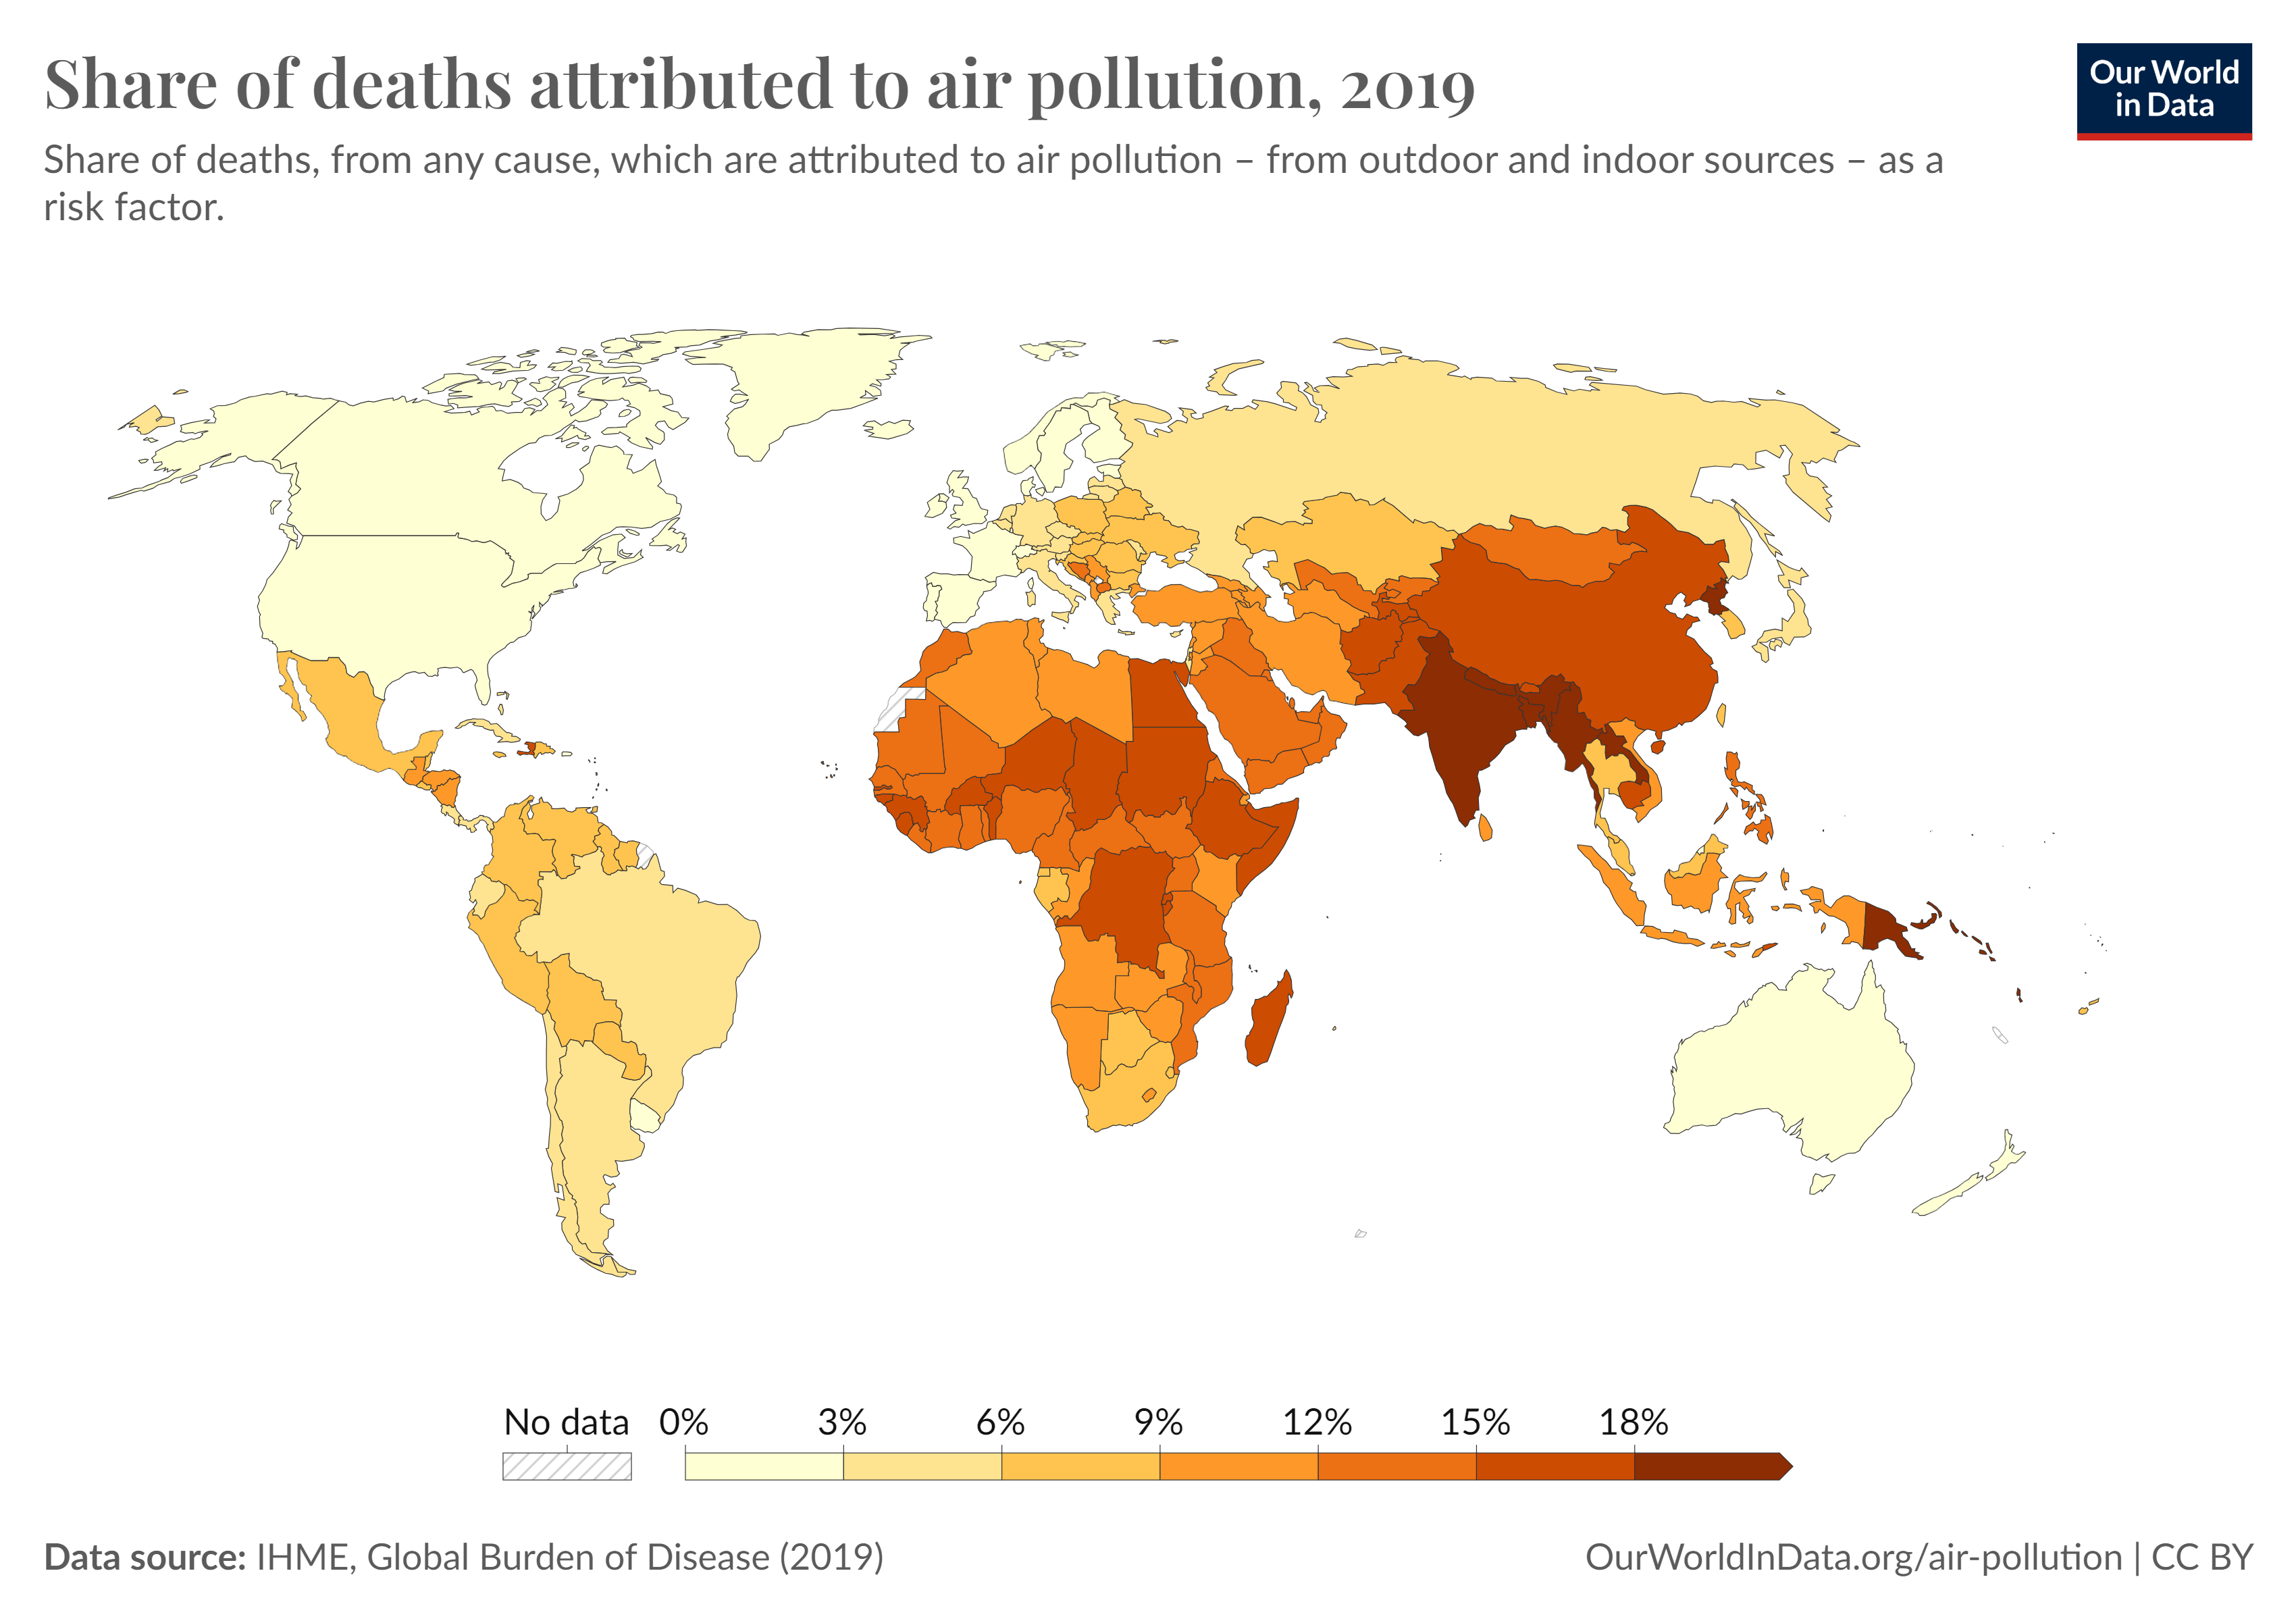 Share of deaths attributed to air pollution, 2019
Our World
in Data
Share of deaths, from any cause, which are attributed to air pollution – from outdoor and indoor sources – as a
risk factor.
No data 0% 3% 6% 9% 12% 15% 18%
Data source: IHME, Global Burden of Disease (2019)
OurWorldInData.org/air-pollution | CC BY